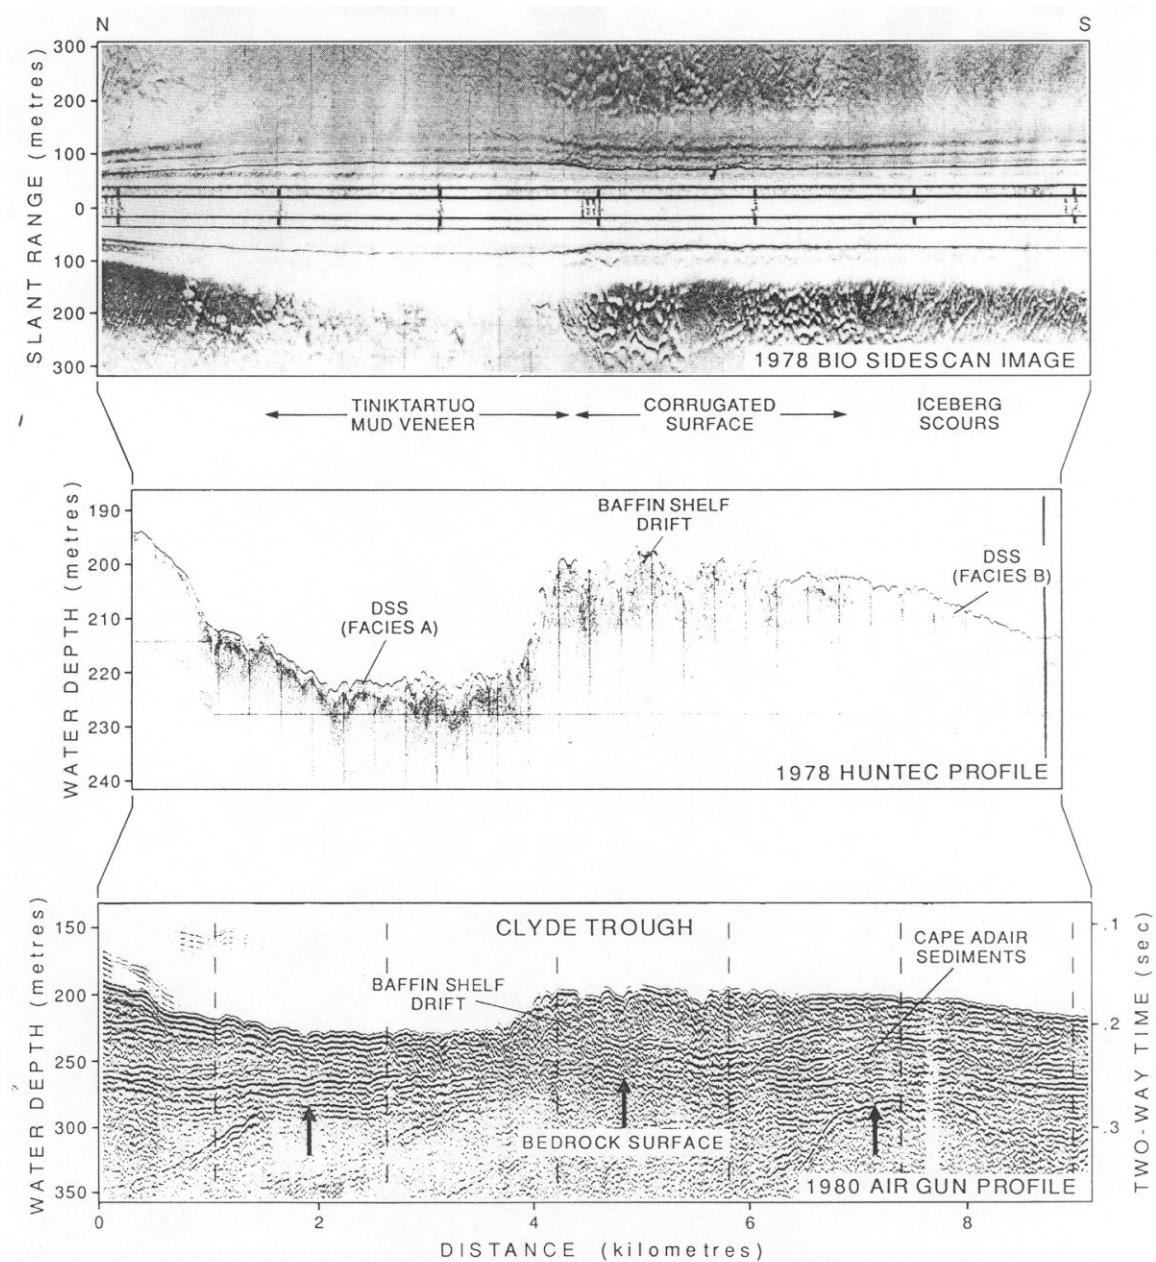 N S
300
200
100
0
100
200
300
SLANT RANGE (metres)
1978 BIO SIDESCAN IMAGE
TINIKTARTUQ
MUD VENEER
CORRUGATED
SURFACE
ICEBERG
SCOURS
190
200
210
220
230
240
WATER DEPTH (metres)
BAFFIN SHELF
DRIFT
DSS
(FACIES B)
DSS
(FACIES A)
1978 HUNTEC PROFILE
150
200
250
300
350
WATER DEPTH (metres)
CLYDE TROUGH
CAPE ADAIR
SEDIMENTS
BAFFIN SHELF
DRIFT
BEDROCK SURFACE
1980 AIR GUN PROFILE
.1
.2
.3
TWO-WAY TIME (sec)
0 2 4 6 8
DISTANCE (kilometres)